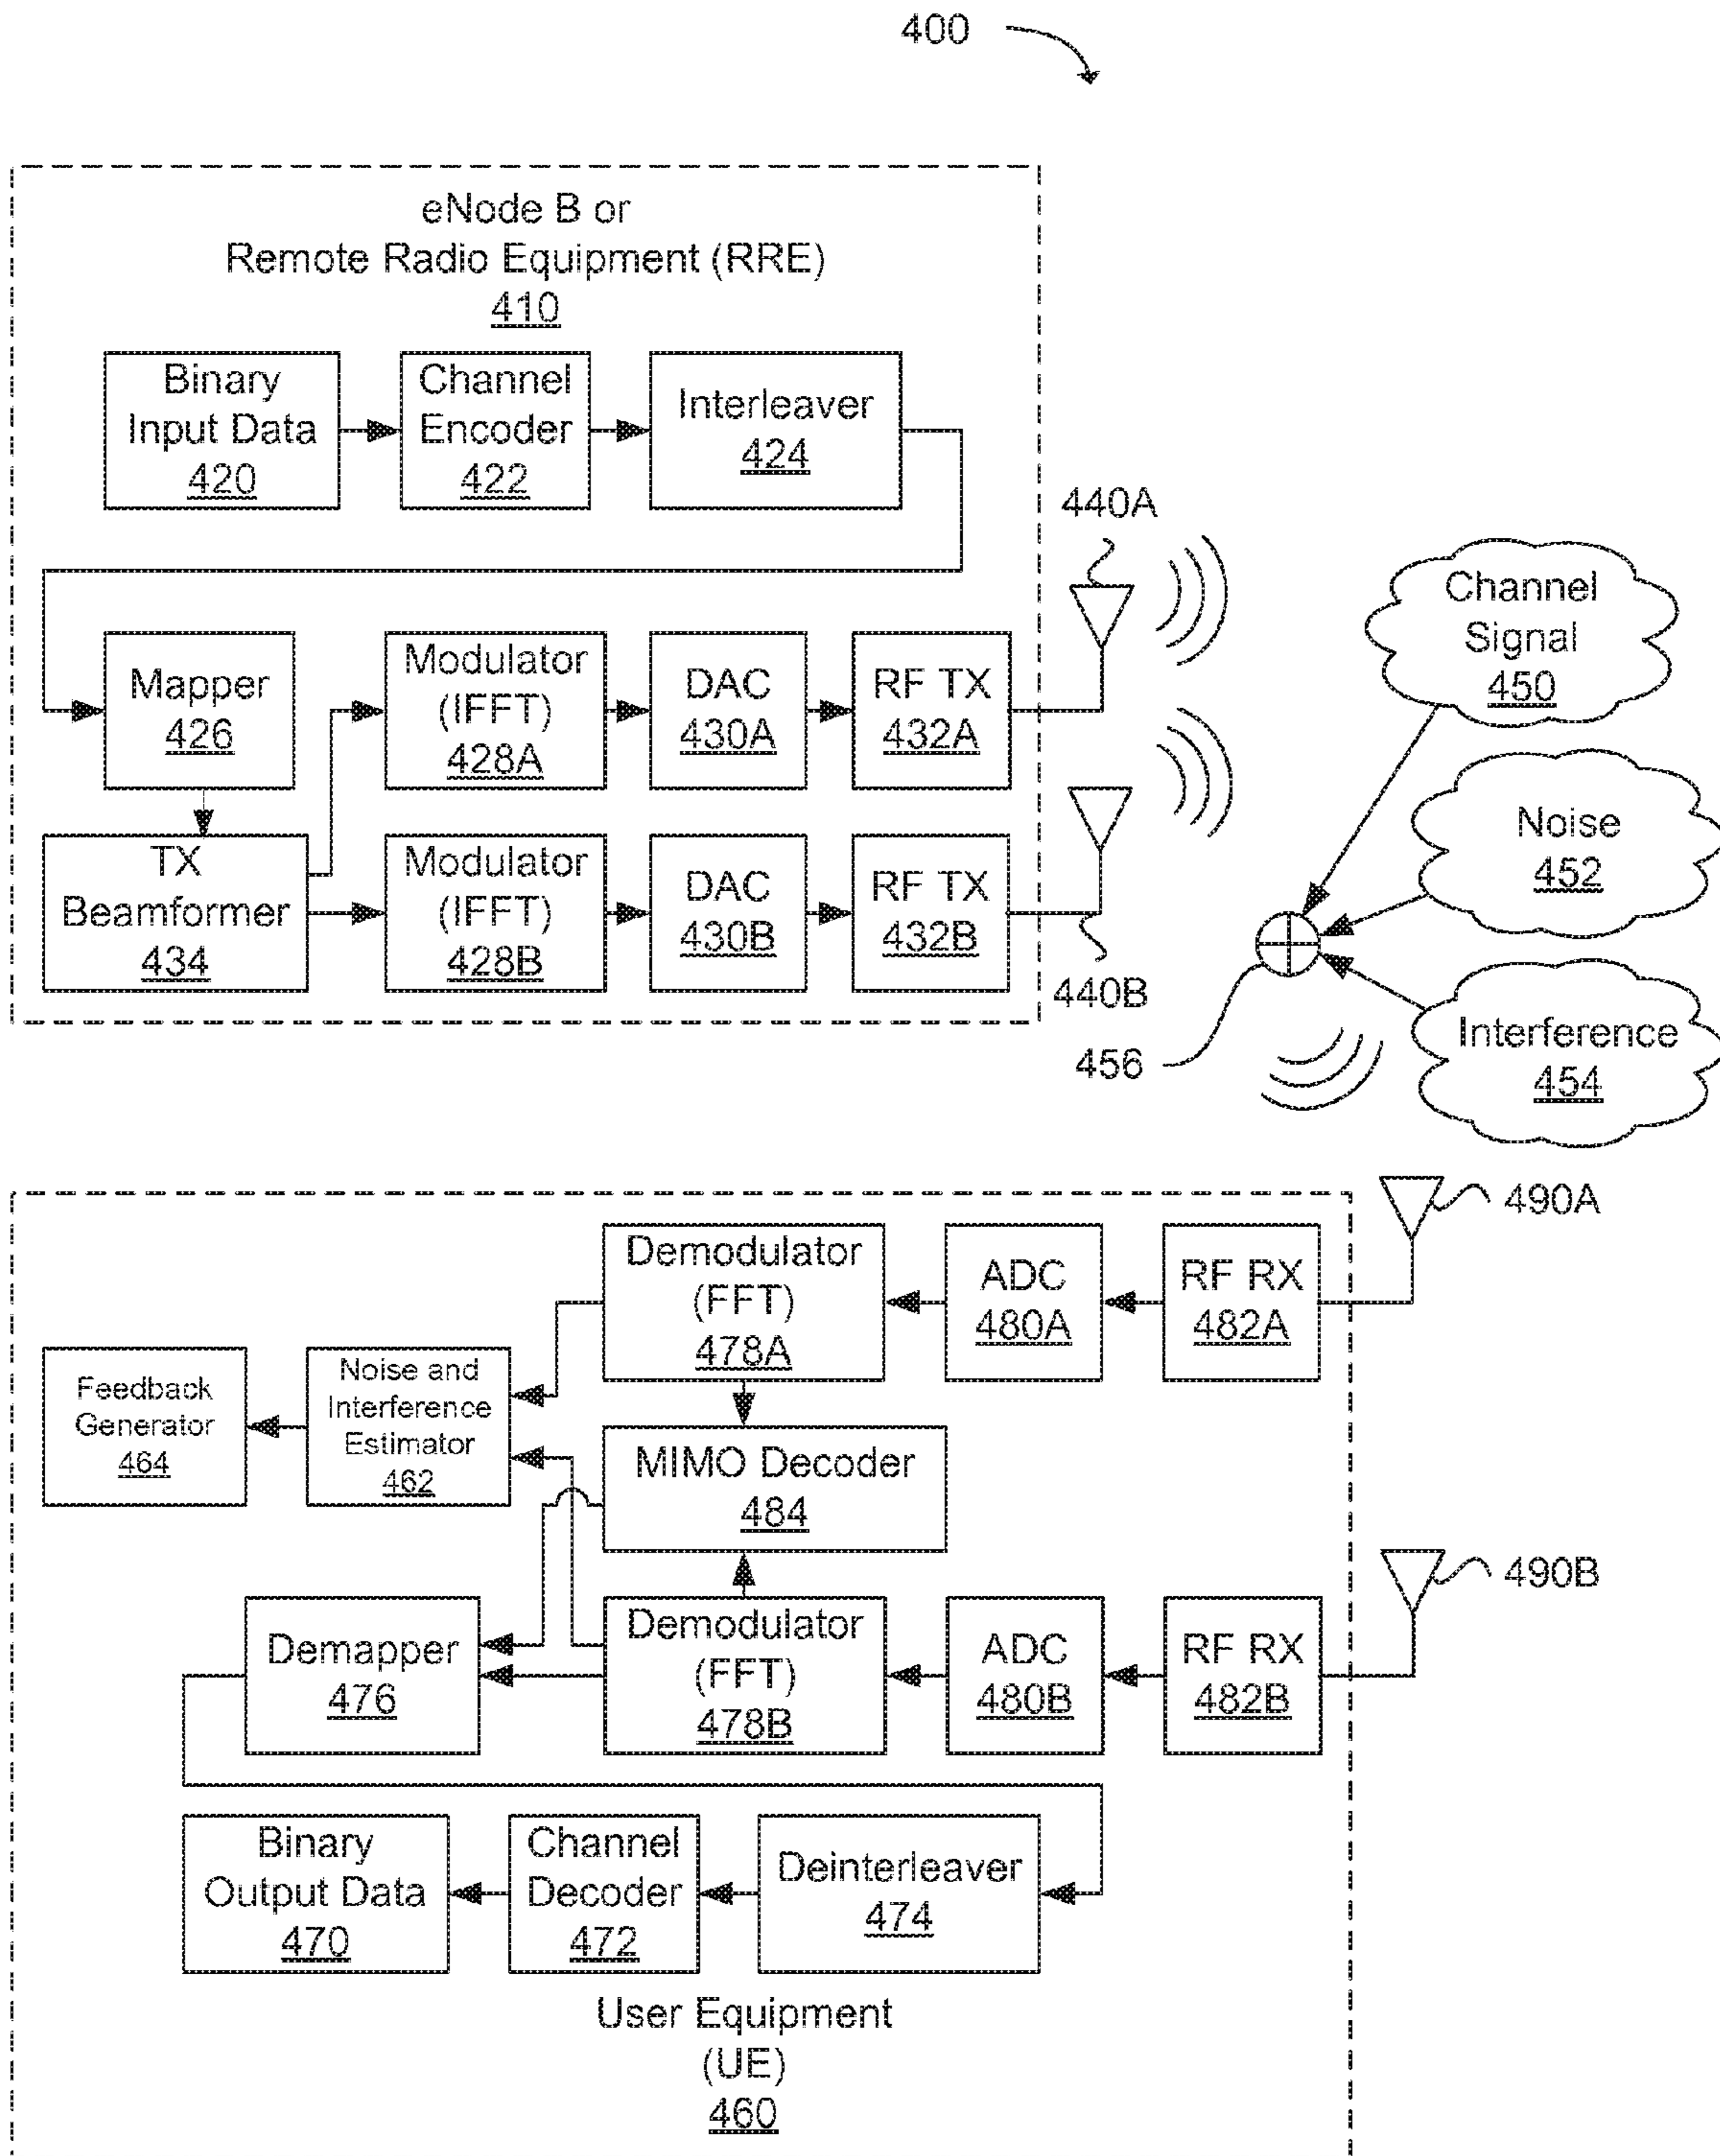 400
eNode B or
Remote Radio Equipment (RRE)
410
Binary
Input Data
420
Channel
Encoder
422
Interleaver
424
440A
Channel
Signal
450
Mapper
426
Modulator
(IFFT)
428A
DAC
430A
RF TX
432A
Noise
452
TX
Beamformer
434
Modulator
(IFFT)
428B
DAC
430B
RF TX
432B
440B
456
Interference
454
490A
Demodulator
(FFT)
478A
ADC
480A
RF RX
482A
Feedback
Generator
464
Noise and
Interference
Estimator
462
MIMO Decoder
484
490B
Demapper
476
Demodulator
(FFT)
478B
ADC
480B
RF RX
482B
Binary
Output Data
470
Channel
Decoder
472
Deinterleaver
474
User Equipment
(UE)
460